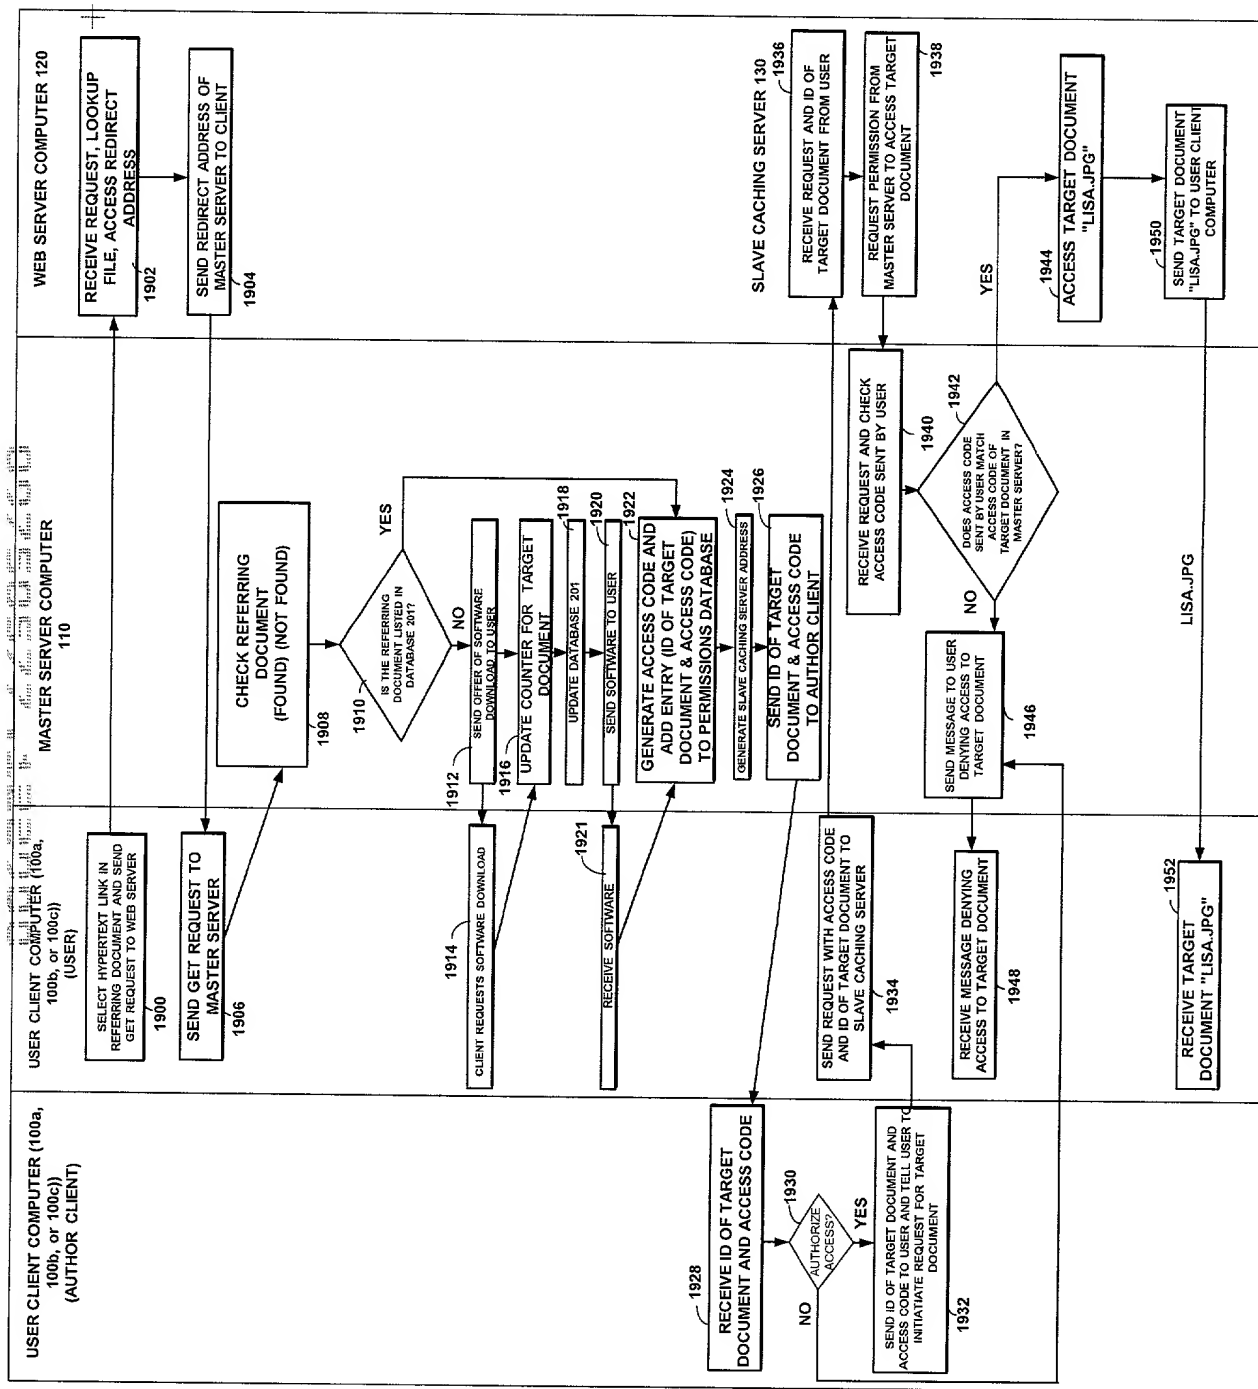 USER CLIENT COMPUTER (100a,
100b, or 100c))
(AUTHOR CLIENT)
USER CLIENT COMPUTER (100a,
100b, or 100c))
(USER)
MASTER SERVER COMPUTER
110
WEB SERVER COMPUTER 120
SELECT HYPERTEXT LINK IN
REFERRING DOCUMENT AND SEND
GET REQUEST TO WEB SERVER
1900
RECEIVE REQUEST, LOOKUP
FILE, ACCESS REDIRECT
ADDRESS
1902
SEND REDIRECT ADDRESS OF
MASTER SERVER TO CLIENT
1904
SEND GET REQUEST TO
MASTER SERVER
1906
CHECK REFERRING
DOCUMENT
(FOUND) (NOT FOUND)
1908
1910
IS THE REFERRING
DOCUMENT LISTED IN
DATABASE 201?
YES
NO
1912
SEND OFFER OF SOFTWARE
DOWNLOAD TO USER
1914
CLIENT REQUESTS SOFTWARE DOWNLOAD
1916
UPDATE COUNTER FOR TARGET
DOCUMENT
1918
UPDATE DATABASE 201
1920
SEND SOFTWARE TO USER
1921
RECEIVE SOFTWARE
1922
GENERATE ACCESS CODE AND
ADD ENTRY (ID OF TARGET
DOCUMENT & ACCESS CODE)
TO PERMISSIONS DATABASE
1924
GENERATE SLAVE CACHING SERVER ADDRESS
1926
SEND ID OF TARGET
DOCUMENT & ACCESS CODE
TO AUTHOR CLIENT
1928
RECEIVE ID OF TARGET
DOCUMENT AND ACCESS CODE
1930
AUTHORIZE
ACCESS?
NO
YES
SEND ID OF TARGET DOCUMENT AND
ACCESS CODE TO USER AND TELL USER TO
INITIATIATE REQUEST FOR TARGET
DOCUMENT
1932
SEND REQUEST WITH ACCESS CODE
AND ID OF TARGET DOCUMENT TO
SLAVE CACHING SERVER
1934
SLAVE CACHING SERVER 130
1936
RECEIVE REQUEST AND ID OF
TARGET DOCUMENT FROM USER
REQUEST PERMISSION FROM
MASTER SERVER TO ACCESS TARGET
DOCUMENT
1938
RECEIVE REQUEST AND CHECK
ACCESS CODE SENT BY USER
1940
1942
DOES ACCESS CODE
SENT BY USER MATCH
ACCESS CODE OF
TARGET DOCUMENT IN
MASTER SERVER?
YES
NO
1944
ACCESS TARGET DOCUMENT
"LISA.JPG"
SEND MESSAGE TO USER
DENYING ACCESS TO
TARGET DOCUMENT
1946
RECEIVE MESSAGE DENYING
ACCESS TO TARGET DOCUMENT
1948
1950
SEND TARGET DOCUMENT
"LISA.JPG" TO USER CLIENT
COMPUTER
LISA.JPG
1952
RECEIVE TARGET
DOCUMENT "LISA.JPG"